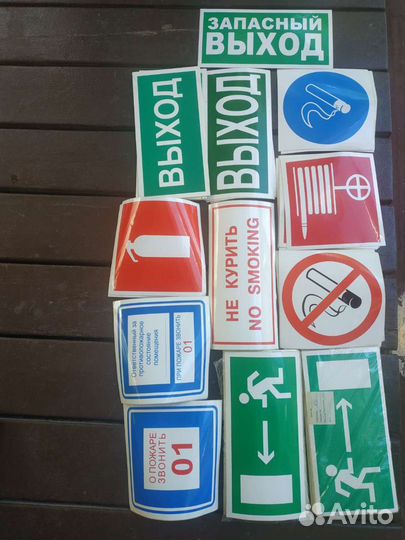 ЗАПАСНЫЙ
ВЫХОД
ВЫХОД
ВЫХОД
НЕ КУРИТЬ
NO SMOKING
Ответственный за
противопожарное
состояние
помещения
ПРИ ПОЖАРЕ ЗВОНИТЬ
01
О ПОЖАРЕ
ЗВОНИТЬ
01
Avito